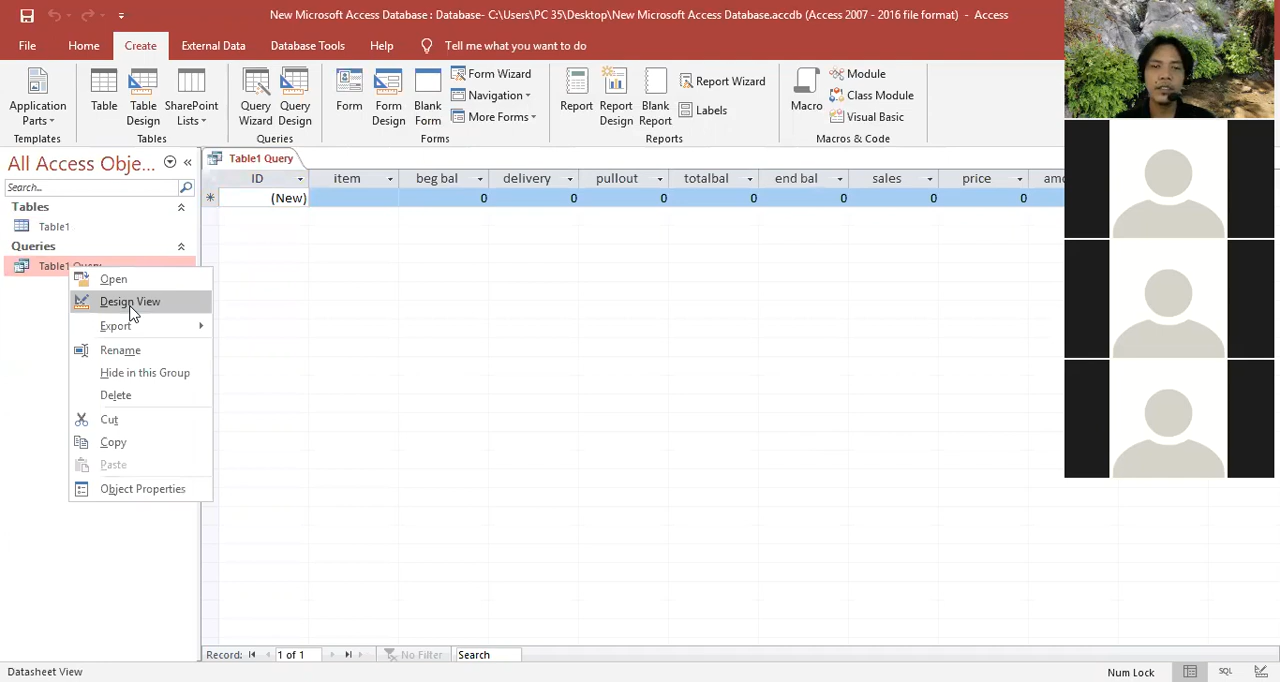 New Microsoft Access Database : Database- C:\Users\PC 35\Desktop\New Microsoft Access Database.accdb (Access 2007 - 2016 file format) - Access
File Home Create External Data Database Tools Help Tell me what you want to do
Application Parts
Templates
Table
Table Design
SharePoint Lists
Tables
Query Wizard
Query Design
Queries
Form
Form Design
Blank Form
Form Wizard
Navigation
More Forms
Forms
Report
Report Design
Blank Report
Report Wizard
Labels
Reports
Macro
Module
Class Module
Visual Basic
Macros & Code
All Access Obje...
Search...
Tables
Table1
Queries
Table1 Query
Open
Design View
Export
Rename
Hide in this Group
Delete
Cut
Copy
Paste
Object Properties
Table1 Query
ID item beg bal delivery pullout totalbal end bal sales price
(New) 0 0 0 0 0 0 0
Record: 1 of 1 No Filter Search
Datasheet View
Num Lock
SQL